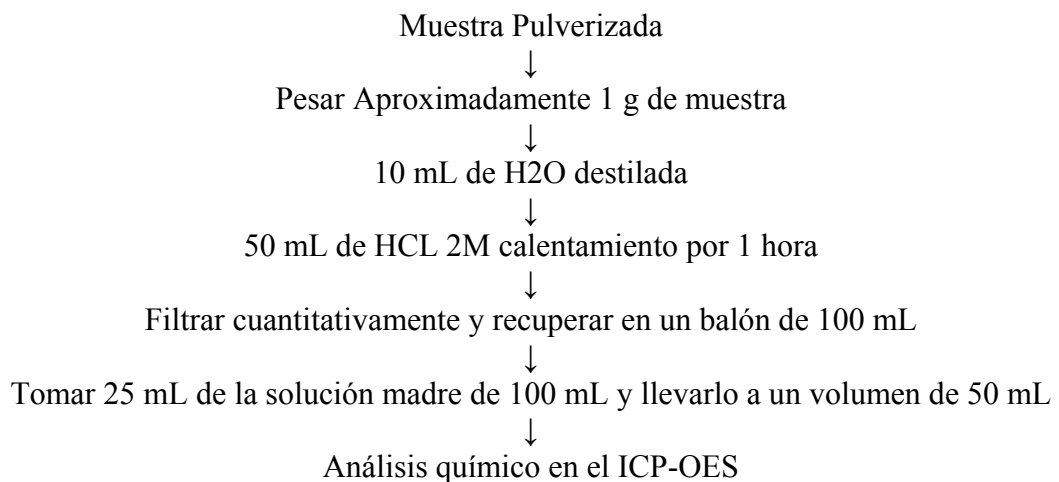 Muestra Pulverizada
↓
Pesar Aproximadamente 1 g de muestra
↓
10 mL de H2O destilada
↓
50 mL de HCL 2M calentamiento por 1 hora
↓
Filtrar cuantitativamente y recuperar en un balón de 100 mL
↓
Tomar 25 mL de la solución madre de 100 mL y llevarlo a un volumen de 50 mL
↓
Análisis químico en el ICP-OES